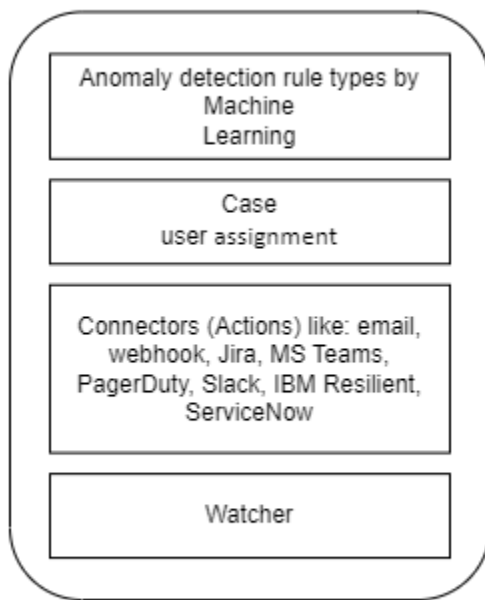 Anomaly detection rule types by
Machine
Learning
Case
user assignment
Connectors (Actions) like: email,
webhook, Jira, MS Teams,
PagerDuty, Slack, IBM Resilient,
ServiceNow
Watcher